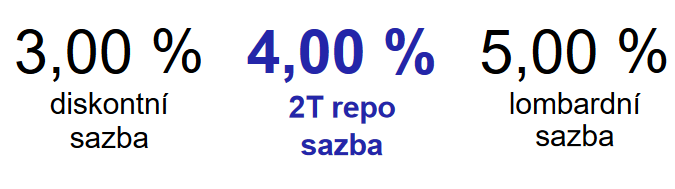 3,00 %
diskontní
sazba
4,00 %
2T repo
sazba
5,00 %
lombardní
sazba